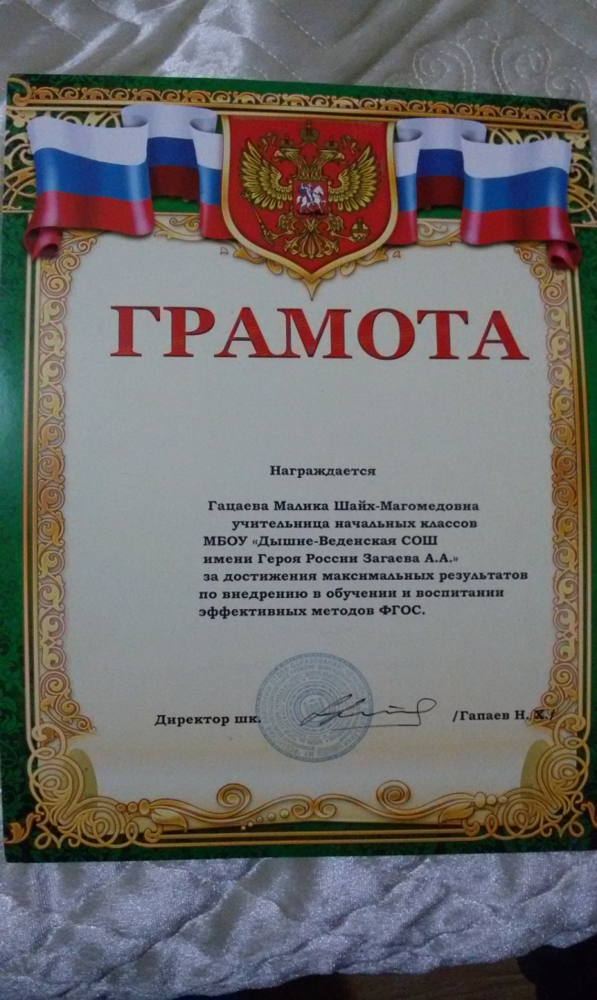 ГРАМОТА
Награждается
Гацаева Малика Шайх-Магомедовна
учительница начальных классов
МБОУ «Дышне-Веденская СОШ
имени Героя России Загаева А.А.»
за достижения максимальных результатов
по внедрению в обучении и воспитании
эффективных методов ФГОС.
Директор шк. /Гапаев Н. Х./